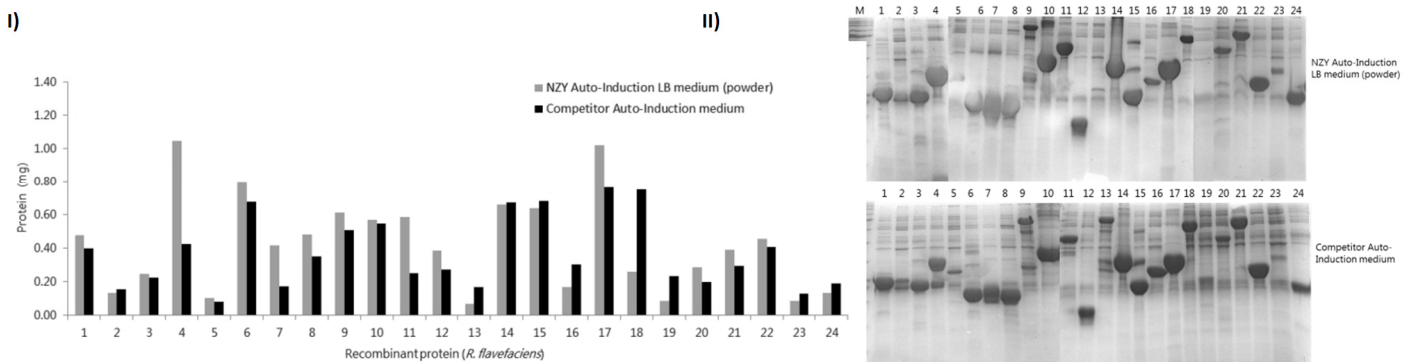 I)
1.40
1.20
1.00
0.80
0.60
0.40
0.20
0.00
Protein (mg)
NZY Auto-Induction LB medium (powder)
Competitor Auto-Induction medium
1 2 3 4 5 6 7 8 9 10 11 12 13 14 15 16 17 18 19 20 21 22 23 24
Recombinant protein (R. flavefaciens)
II)
M 1 2 3 4 5 6 7 8 9 10 11 12 13 14 15 16 17 18 19 20 21 22 23 24
NZY Auto-Induction
LB medium (powder)
1 2 3 4 5 6 7 8 9 10 11 12 13 14 15 16 17 18 19 20 21 22 23 24
Competitor Auto-
Induction medium